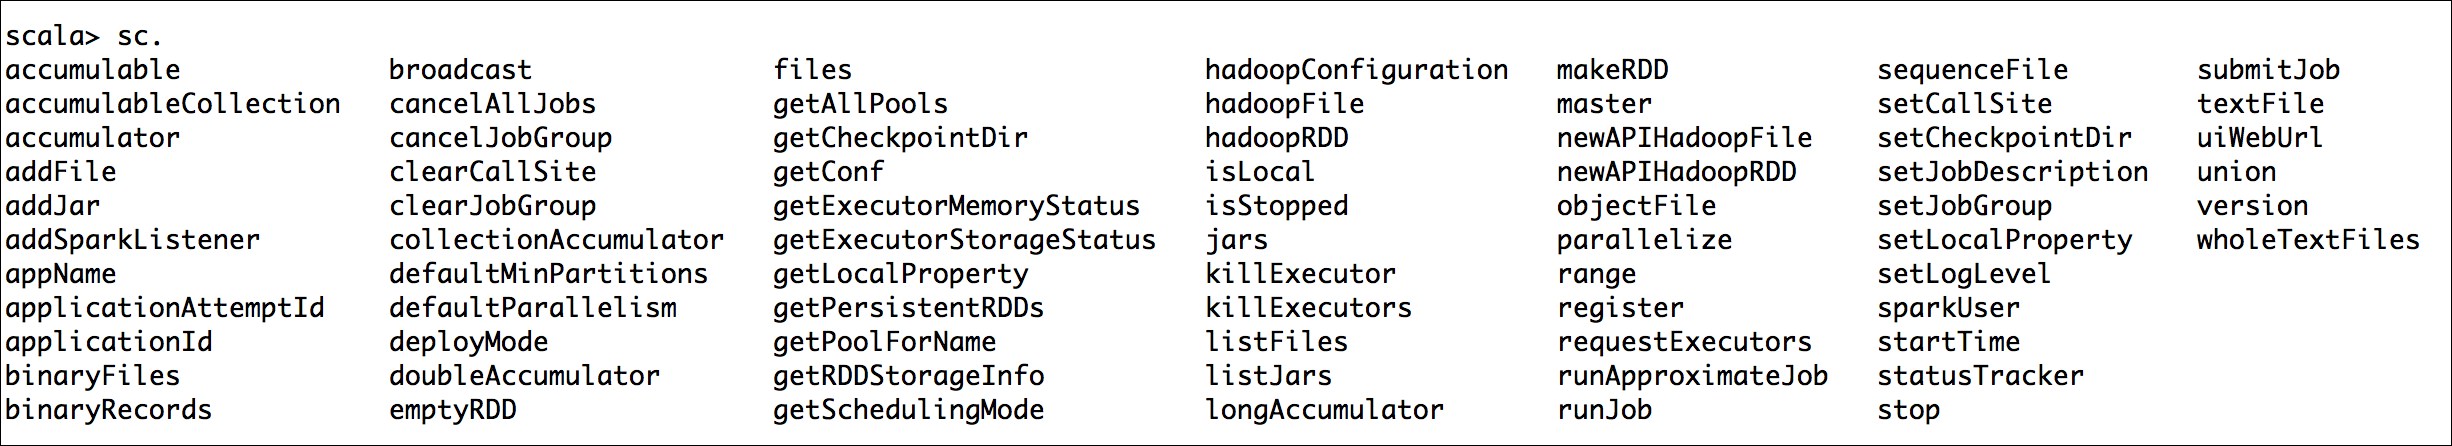 scala> sc.
accumulable broadcast files hadoopConfiguration makeRDD sequenceFile submitJob
accumulableCollection cancelAllJobs getAllPools hadoopFile master setCallSite textFile
accumulator cancelJobGroup getCheckpointDir hadoopRDD newAPIHadoopFile setCheckpointDir uiWebUrl
addFile clearCallSite getConf isLocal newAPIHadoopRDD setJobDescription union
addJar clearJobGroup getExecutorMemoryStatus isStopped objectFile setJobGroup version
addSparkListener collectionAccumulator getExecutorStorageStatus jars parallelize setLocalProperty wholeTextFiles
appName defaultMinPartitions getLocalProperty killExecutor range setLogLevel
applicationAttemptId defaultParallelism getPersistentRDDs killExecutors register sparkUser
applicationId deployMode getPoolForName listFiles requestExecutors startTime
binaryFiles doubleAccumulator getRDDStorageInfo listJars runApproximateJob statusTracker
binaryRecords emptyRDD getSchedulingMode longAccumulator runJob stop